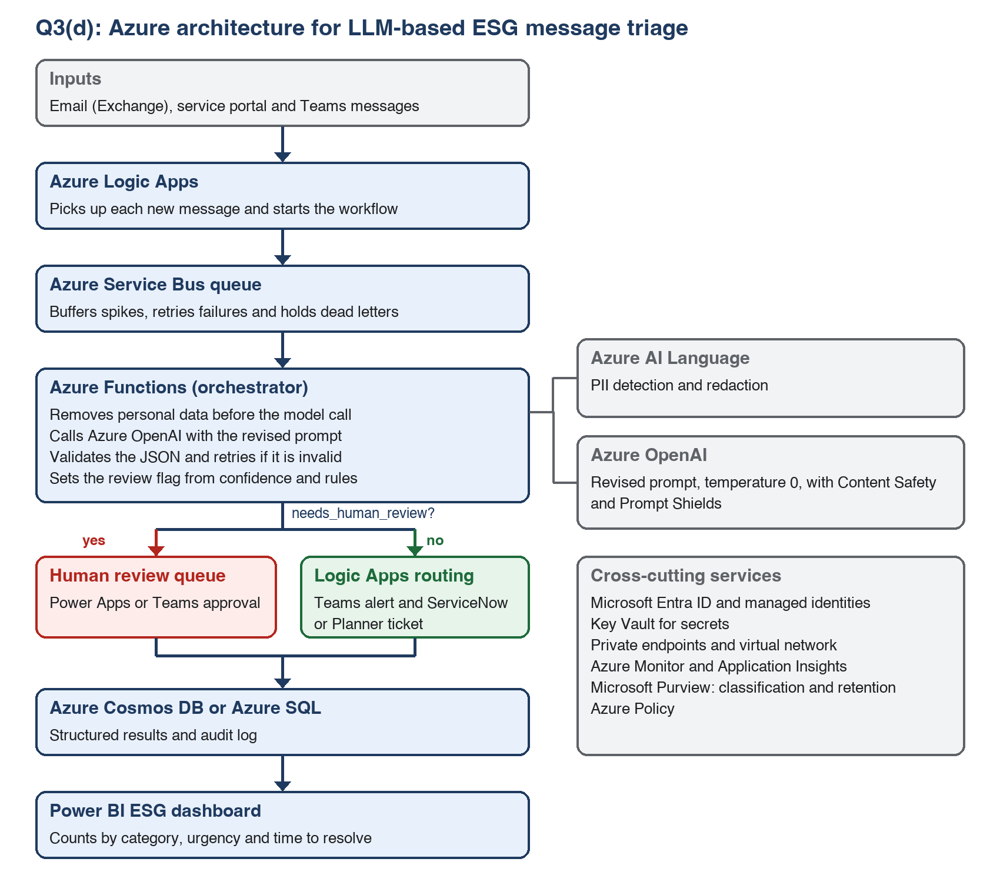 Q3(d): Azure architecture for LLM-based ESG message triage
Inputs
Email (Exchange), service portal and Teams messages
Azure Logic Apps
Picks up each new message and starts the workflow
Azure Service Bus queue
Buffers spikes, retries failures and holds dead letters
Azure Functions (orchestrator)
Removes personal data before the model call
Calls Azure OpenAI with the revised prompt
Validates the JSON and retries if it is invalid
Sets the review flag from confidence and rules
Azure AI Language
PII detection and redaction
Azure OpenAI
Revised prompt, temperature 0, with Content Safety
and Prompt Shields
needs_human_review?
yes
no
Human review queue
Power Apps or Teams approval
Logic Apps routing
Teams alert and ServiceNow
or Planner ticket
Cross-cutting services
Microsoft Entra ID and managed identities
Key Vault for secrets
Private endpoints and virtual network
Azure Monitor and Application Insights
Microsoft Purview: classification and retention
Azure Policy
Azure Cosmos DB or Azure SQL
Structured results and audit log
Power BI ESG dashboard
Counts by category, urgency and time to resolve